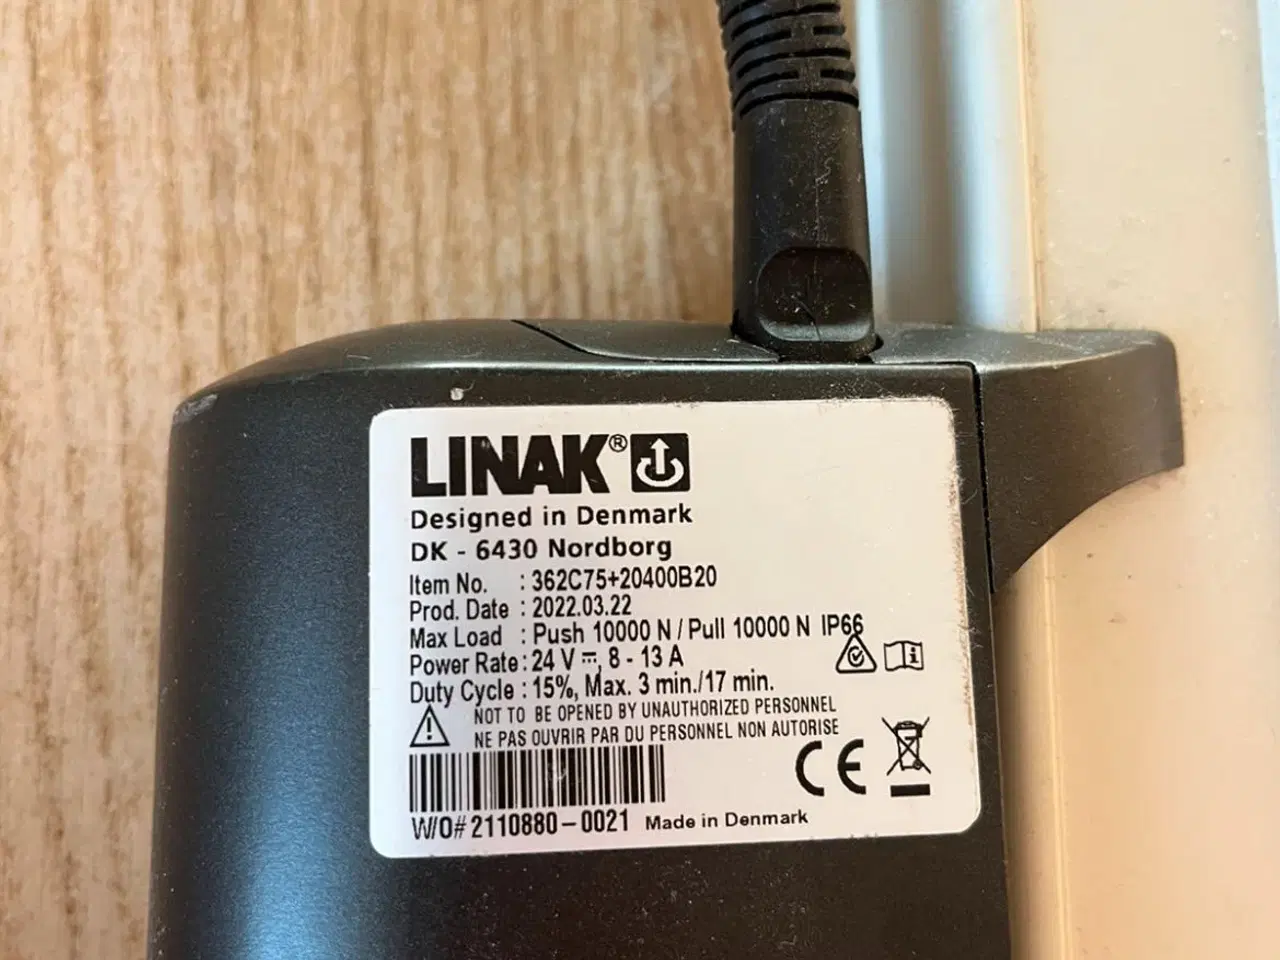 LINAK®
Designed in Denmark
DK - 6430 Nordborg
Item No. : 362C75+20400B20
Prod. Date : 2022.03.22
Max Load : Push 10000 N / Pull 10000 N IP66
Power Rate : 24 V ⎓, 8 - 13 A
Duty Cycle : 15%, Max. 3 min./17 min.
NOT TO BE OPENED BY UNAUTHORIZED PERSONNEL
NE PAS OUVRIR PAR DU PERSONNEL NON AUTORISE
CE
W/O# 2110880-0021 Made in Denmark